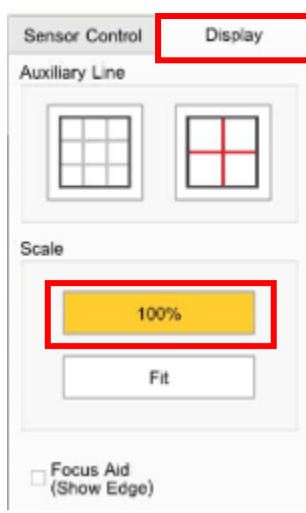 Sensor Control Display
Auxiliary Line
Scale
100%
Fit
Focus Aid
(Show Edge)